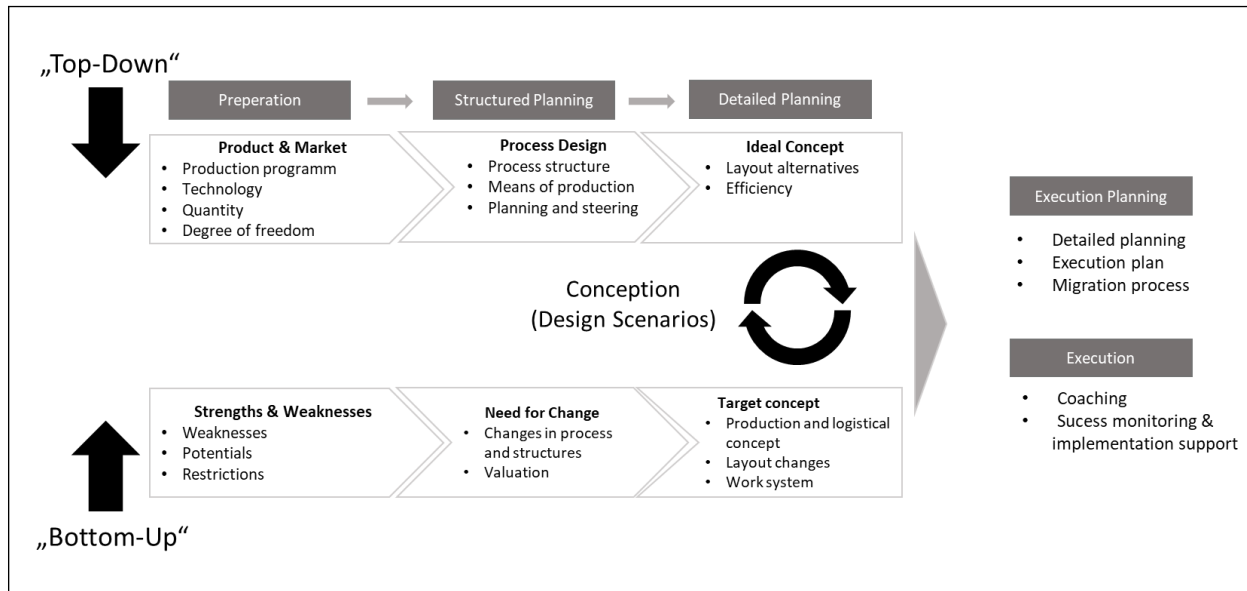 „Top-Down“
Preperation
Structured Planning
Detailed Planning
Product & Market
• Production programm
• Technology
• Quantity
• Degree of freedom
Process Design
• Process structure
• Means of production
• Planning and steering
Ideal Concept
• Layout alternatives
• Efficiency
Conception
(Design Scenarios)
Strengths & Weaknesses
• Weaknesses
• Potentials
• Restrictions
Need for Change
• Changes in process
and structures
• Valuation
Target concept
• Production and logistical
concept
• Layout changes
• Work system
„Bottom-Up“
Execution Planning
• Detailed planning
• Execution plan
• Migration process
Execution
• Coaching
• Sucess monitoring &
implementation support